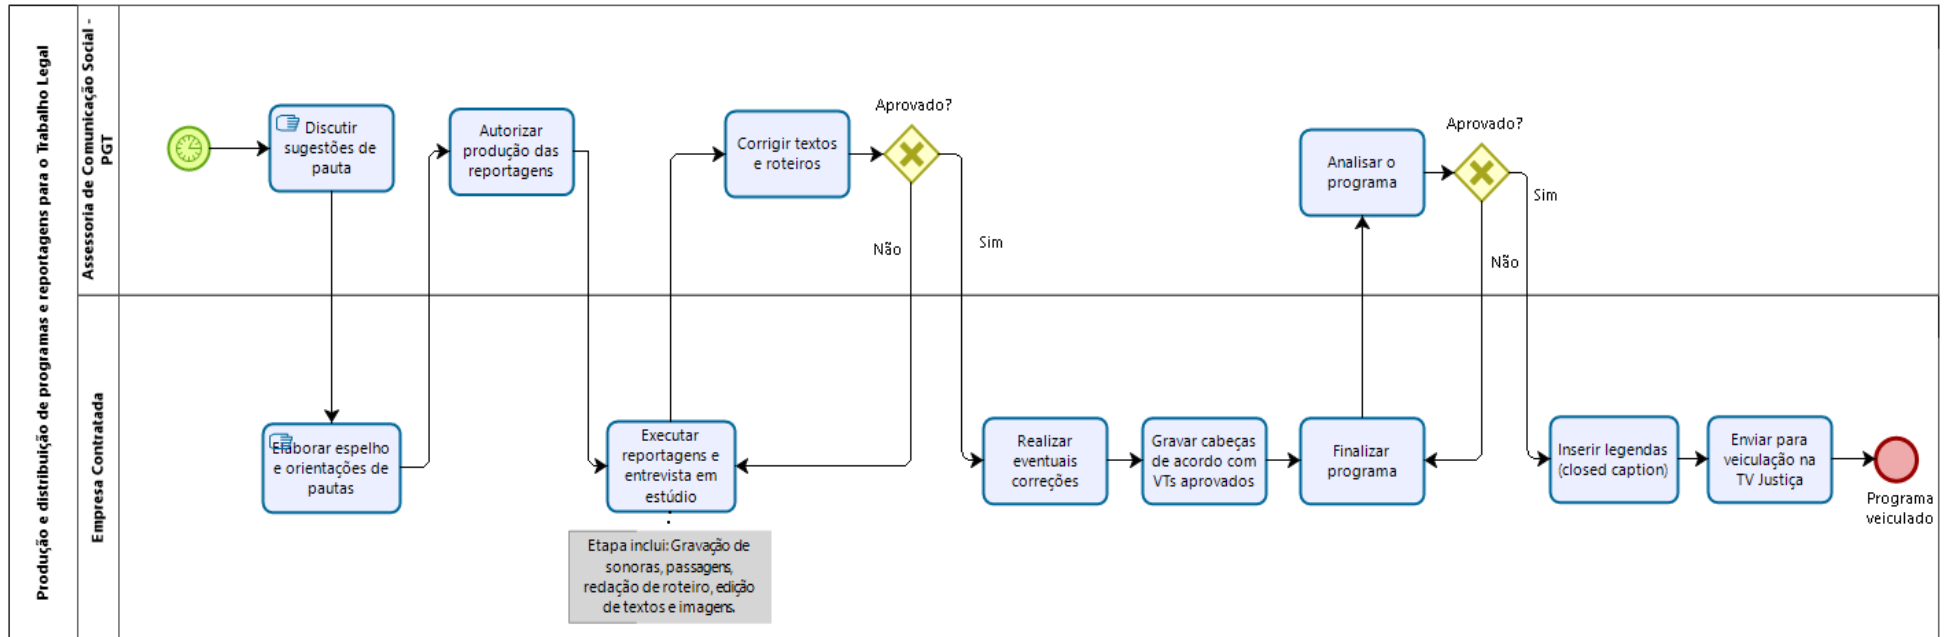 Produção e distribuição de programas e reportagens para o Trabalho Legal
Assessoria de Comunicação Social -
PGT
Discutir
sugestões de
pauta
Autorizar
produção das
reportagens
Corrigir textos
e roteiros
Aprovado?
Não
Sim
Analisar o
programa
Aprovado?
Sim
Não
Empresa Contratada
Elaborar espelho
e orientações de
pautas
Executar
reportagens e
entrevista em
estúdio
Etapa inclui: Gravação de
sonoras, passagens,
redação de roteiro, edição
de textos e imagens.
Realizar
eventuais
correções
Gravar cabeças
de acordo com
VTs aprovados
Finalizar
programa
Inserir legendas
(closed caption)
Enviar para
veiculação na
TV Justiça
Programa
veiculado